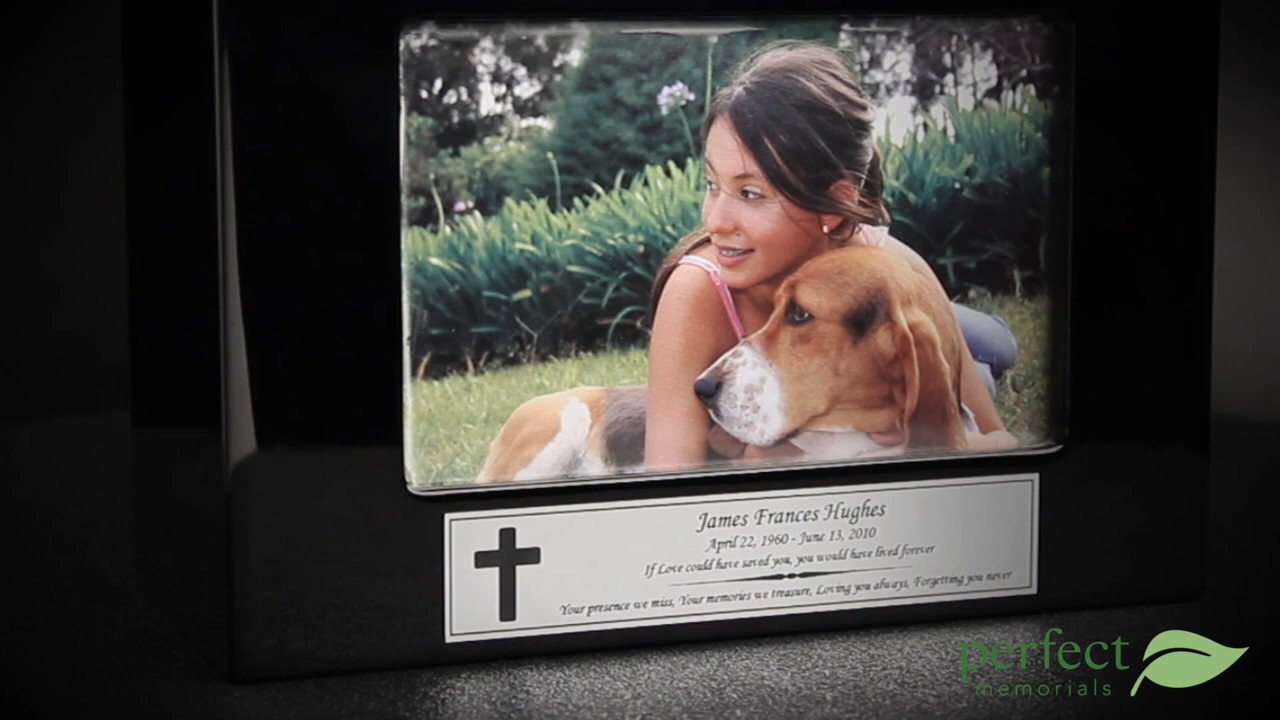 James Frances Hughes
April 22, 1960 - June 13, 2010
If Love could have saved you, you would have lived forever
Your presence we miss, Your memories we treasure, Loving you always, Forgetting you never
perfect
memorials